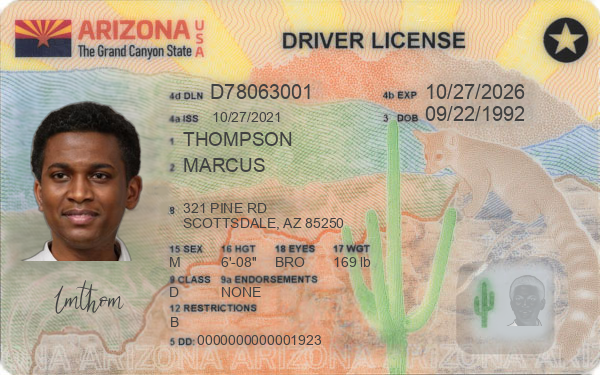 ARIZONA USA
The Grand Canyon State
DRIVER LICENSE
4d DLN D78063001 4b EXP 10/27/2026
4a ISS 10/27/2021 3 DOB 09/22/1992
1 THOMPSON
2 MARCUS
8 321 PINE RD
SCOTTSDALE, AZ 85250
15 SEX 16 HGT 18 EYES 17 WGT
M 6'-08" BRO 169 lb
9 CLASS 9a ENDORSEMENTS
D NONE
12 RESTRICTIONS
B
5 DD: 0000000000001923
lmthom
ONA ARIZONA ARIZONA ARIZONA ARIZONA ARIZON